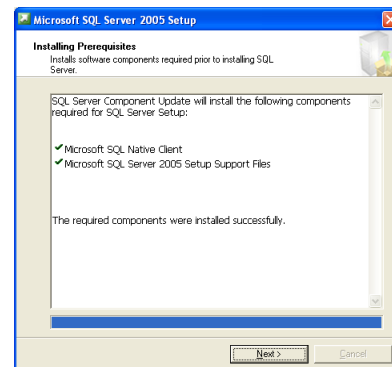 Microsoft SQL Server 2005 Setup
Installing Prerequisites
Installs software components required prior to installing SQL
Server.
SQL Server Component Update will install the following components
required for SQL Server Setup:
Microsoft SQL Native Client
Microsoft SQL Server 2005 Setup Support Files
The required components were installed successfully.
Next >
Cancel